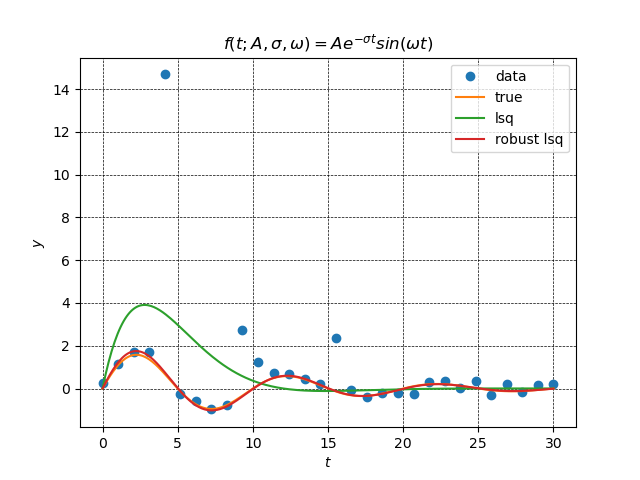 f(t; A, σ, ω) = Ae^{−σt}sin(ωt)
data
true
lsq
robust lsq
14
12
10
8
6
4
2
0
y
0 5 10 15 20 25 30
t